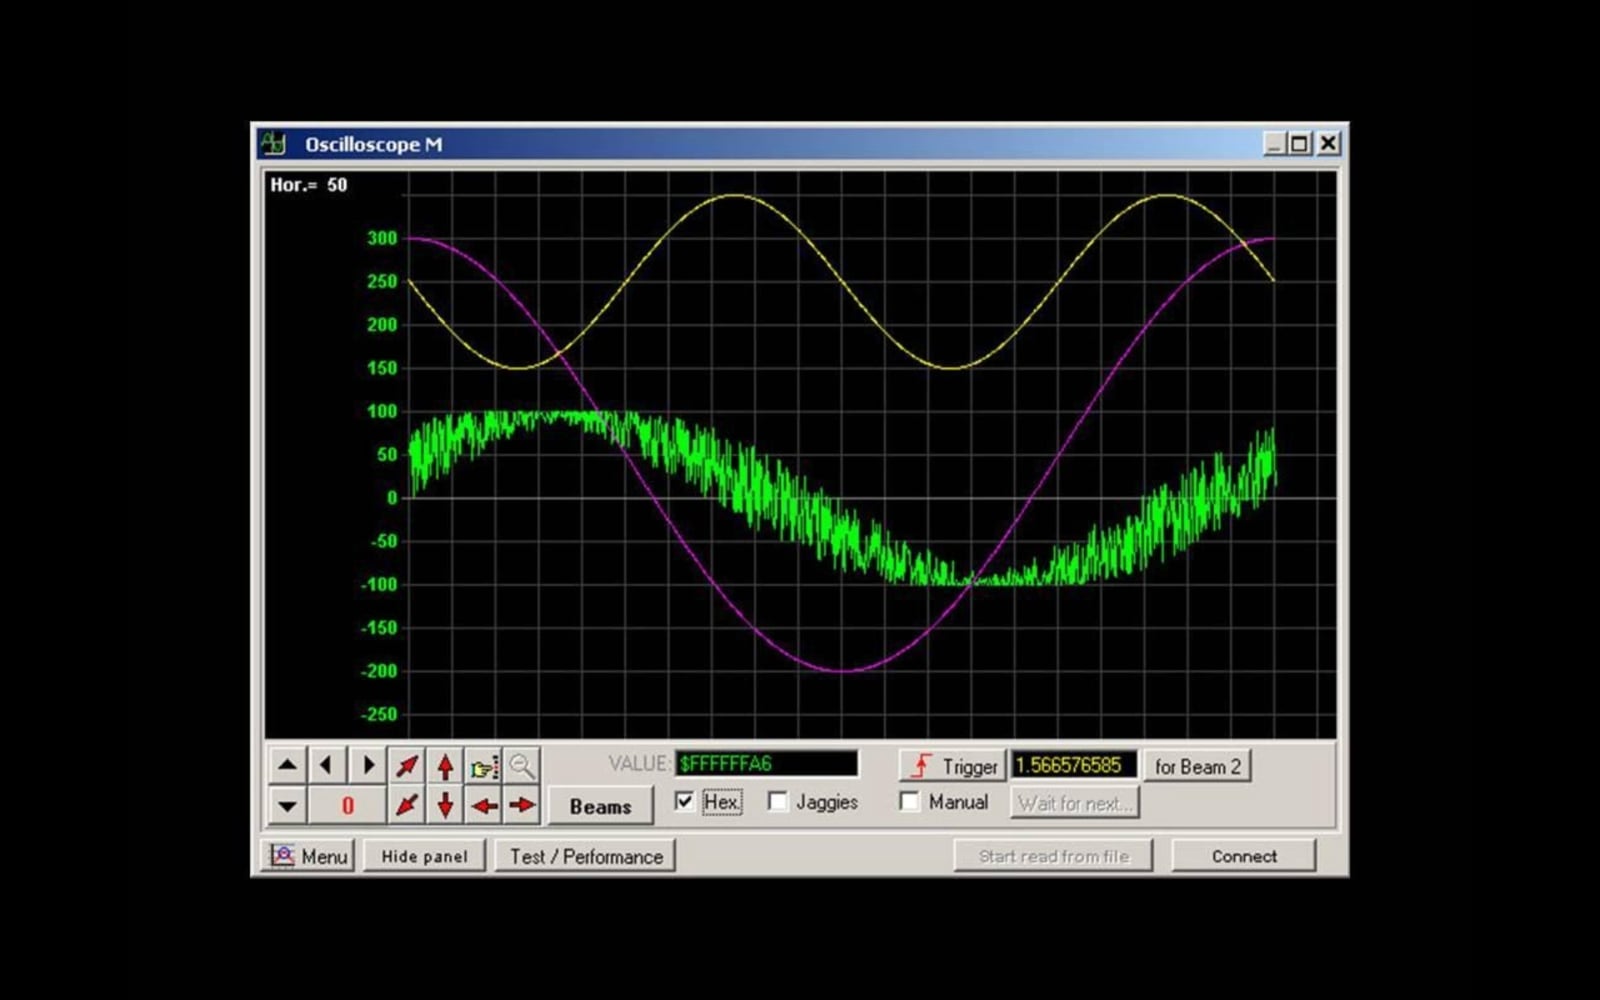 Oscilloscope M
Hor.= 50
300
250
200
150
100
50
0
-50
-100
-150
-200
-250
VALUE: $FFFFFFA6
Trigger 1.566576585 for Beam 2
0
Beams
Hex. Jaggies
Manual Wait for next...
Menu Hide panel Test / Performance Start read from file Connect